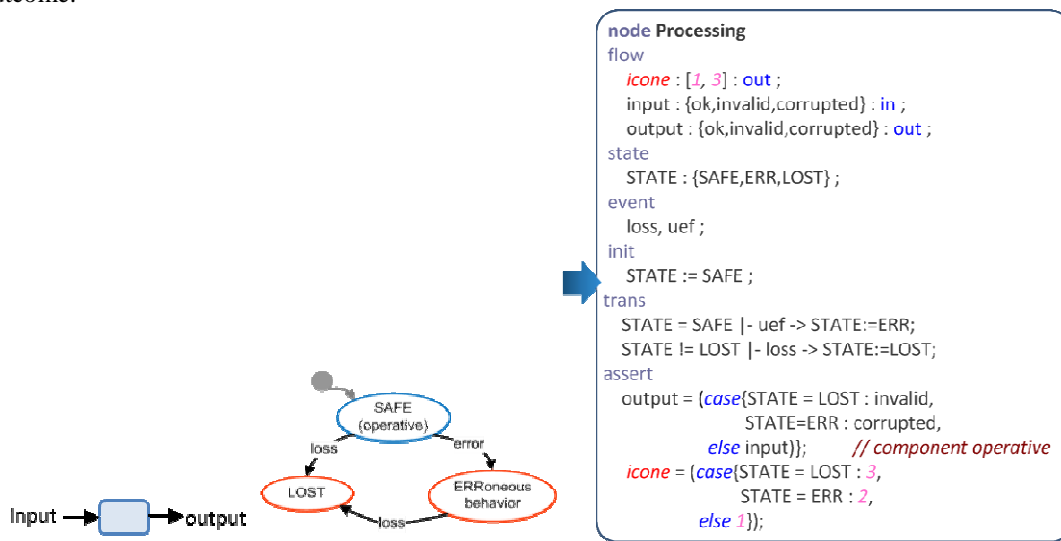 utcome.
node Processing
flow
icone : [1, 3] : out ;
input : {ok,invalid,corrupted} : in ;
output : {ok,invalid,corrupted} : out ;
state
STATE : {SAFE,ERR,LOST} ;
event
loss, uef ;
init
STATE := SAFE ;
trans
STATE = SAFE |- uef -> STATE:=ERR;
STATE != LOST |- loss -> STATE:=LOST;
assert
output = (case{STATE = LOST : invalid,
STATE=ERR : corrupted,
else input)}; // component operative
icone = (case{STATE = LOST : 3,
STATE = ERR : 2,
else 1});
SAFE
(operative)
loss
error
LOST
ERRoneous
behavior
loss
Input
output